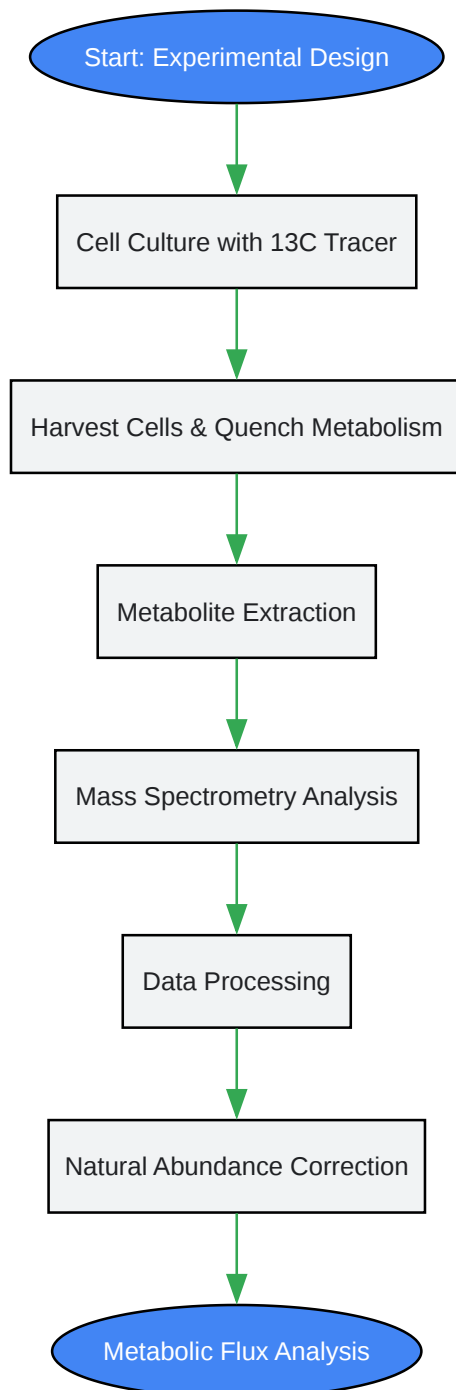 Start: Experimental Design
Cell Culture with 13C Tracer
Harvest Cells & Quench Metabolism
Metabolite Extraction
Mass Spectrometry Analysis
Data Processing
Natural Abundance Correction
Metabolic Flux Analysis